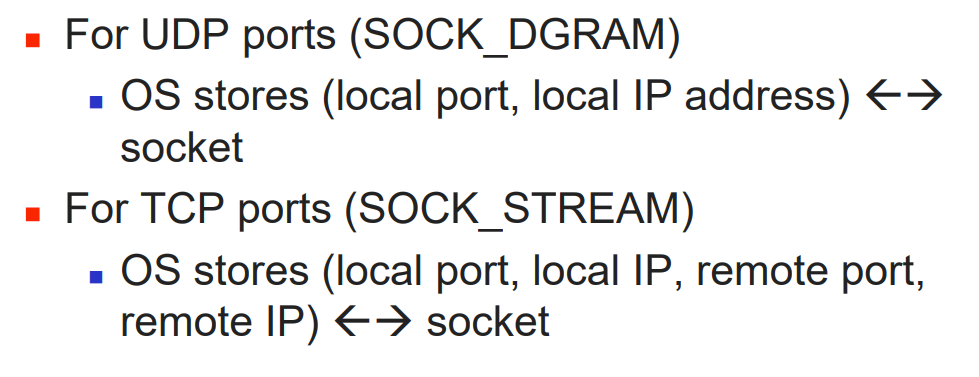 For UDP ports (SOCK_DGRAM)
OS stores (local port, local IP address) ←→
socket
For TCP ports (SOCK_STREAM)
OS stores (local port, local IP, remote port,
remote IP) ←→ socket